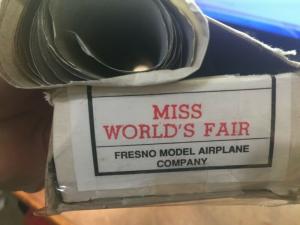 MISS
WORLD'S FAIR
FRESNO MODEL AIRPLANE
COMPANY